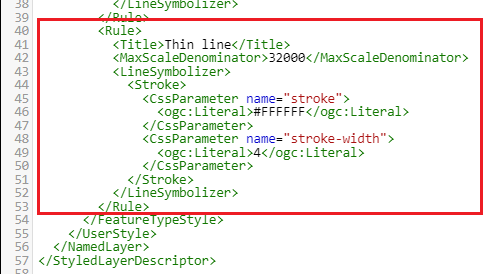 38 </LineSymbolizer>
39 </Rule>
40 <Rule>
41 <Title>Thin line</Title>
42 <MaxScaleDenominator>32000</MaxScaleDenominator>
43 <LineSymbolizer>
44 <Stroke>
45 <CssParameter name="stroke">
46 <ogc:Literal>#FFFFFF</ogc:Literal>
47 </CssParameter>
48 <CssParameter name="stroke-width">
49 <ogc:Literal>4</ogc:Literal>
50 </CssParameter>
51 </Stroke>
52 </LineSymbolizer>
53 </Rule>
54 </FeatureTypeStyle>
55 </UserStyle>
56 </NamedLayer>
57 </StyledLayerDescriptor>
58